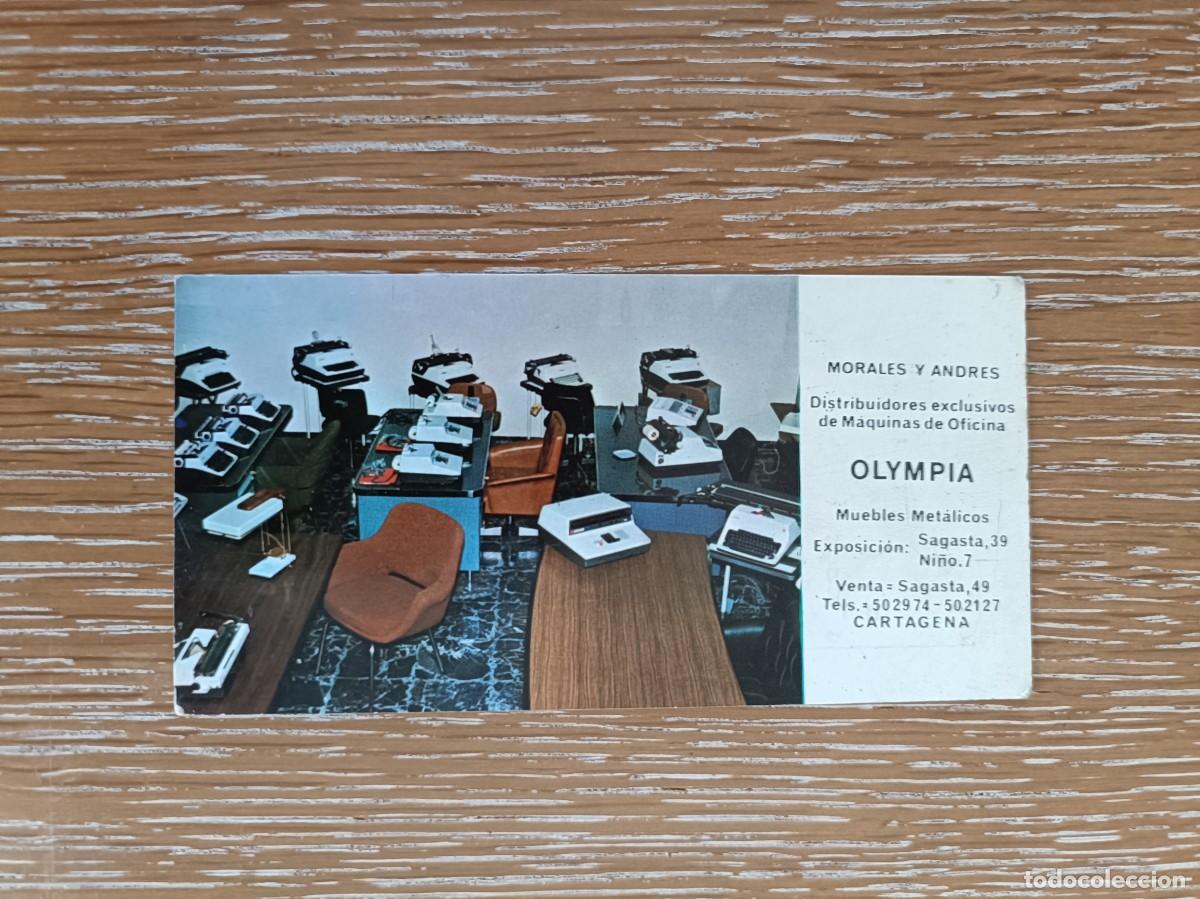 MORALES Y ANDRES
Distribuidores exclusivos
de Máquinas de Oficina
OLYMPIA
Muebles Metálicos
Exposición: Sagasta,39
Niño.7
Venta = Sagasta,49
Tels.= 502974-502127
CARTAGENA
todocoleccion